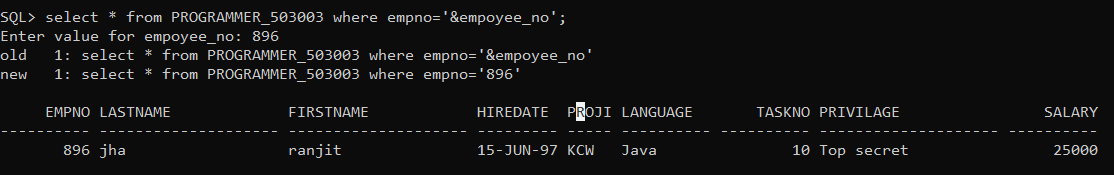 SQL> select * from PROGRAMMER_503003 where empno='&empoyee_no';
Enter value for empoyee_no: 896
old   1: select * from PROGRAMMER_503003 where empno='&empoyee_no'
new   1: select * from PROGRAMMER_503003 where empno='896'
     EMPNO LASTNAME             FIRSTNAME            HIREDATE  PROJI LANGUAGE       TASKNO PRIVILAGE                     SALARY
---------- -------------------- -------------------- --------- ----- ---------- ---------- -------------------- ----------
       896 jha                  ranjit               15-JUN-97 KCW   Java               10 Top secret                     25000